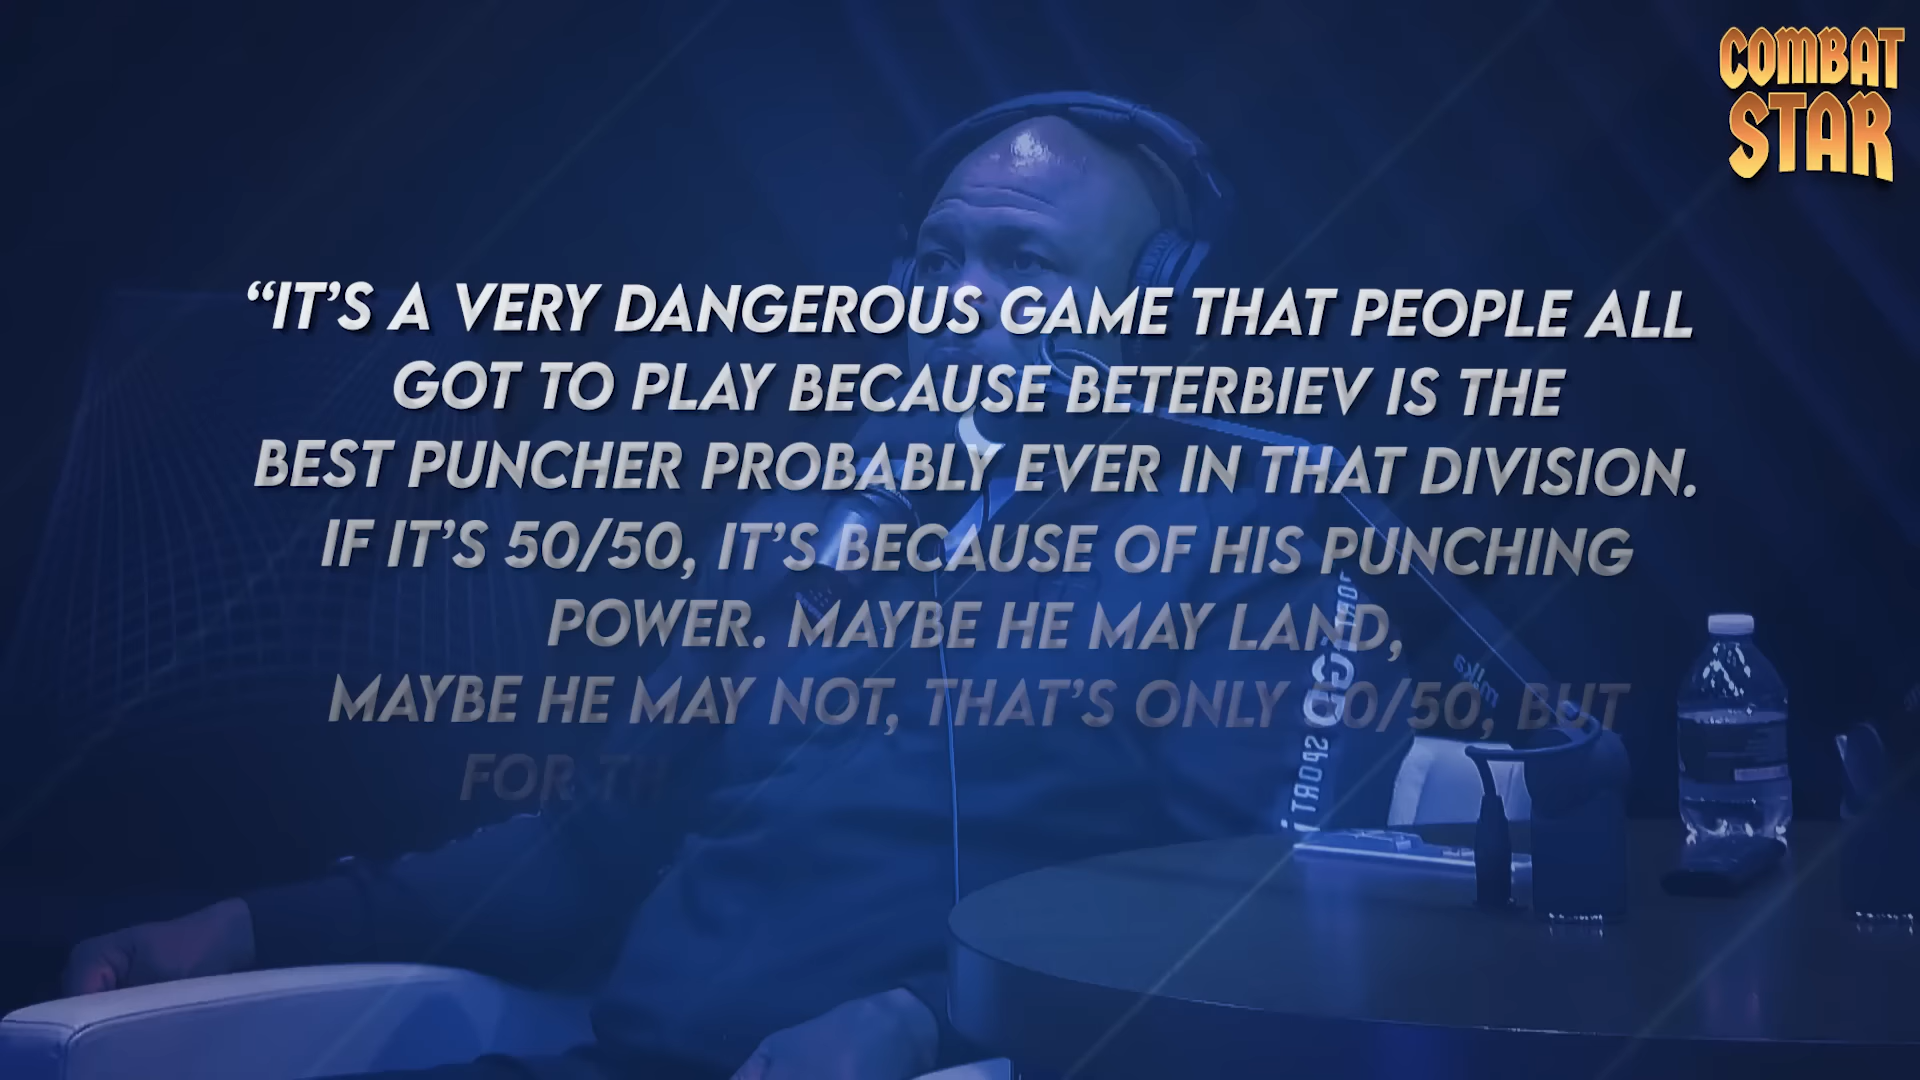 COMBAT
STAR
“IT’S A VERY DANGEROUS GAME THAT PEOPLE ALL
GOT TO PLAY BECAUSE BETERBIEV IS THE
BEST PUNCHER PROBABLY EVER IN THAT DIVISION.
IF IT’S 50/50, IT’S BECAUSE OF HIS PUNCHING
POWER. MAYBE HE MAY LAND,
MAYBE HE MAY NOT, THAT’S ONLY 50/50, BUT
FOR TH